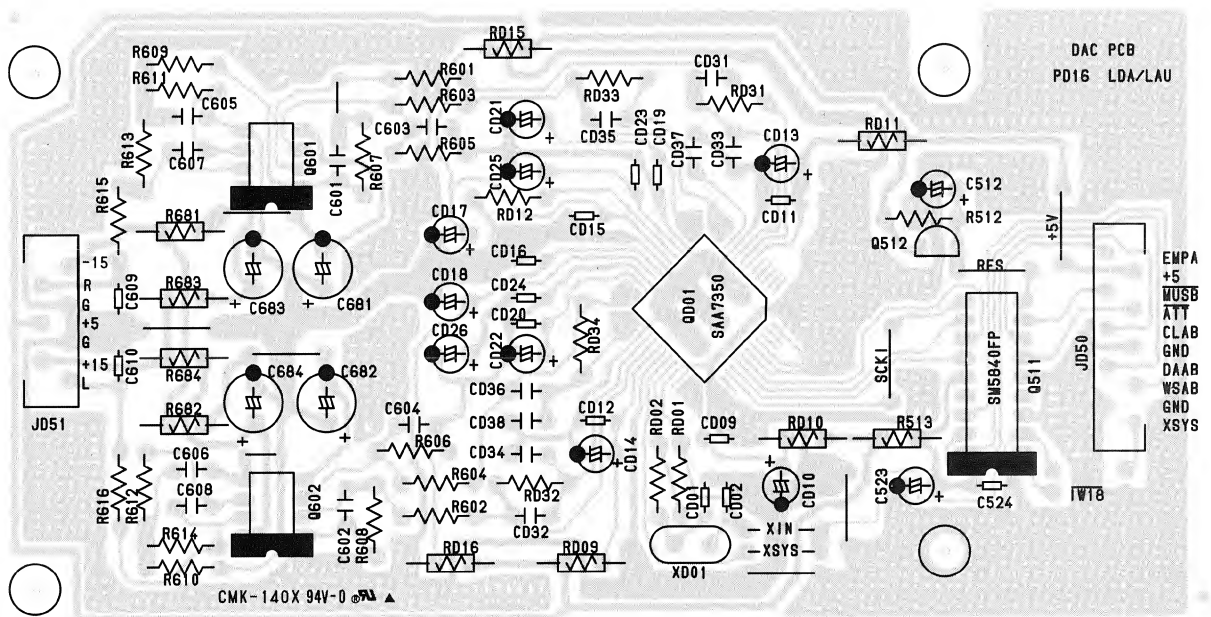 RD15
DAC PCB
PD16 LDA/LAU
R609
R611
C605
R613
C607
Q601
C601
R607
R601
R603
C603
R605
CD21
CD25
RD12
RD33
CD35
CD31
RD31
CD23
CD19
CD37
CD33
CD13
CD11
RD11
C512
R512
Q512
+5V
R615
R681
R683
C683
C681
CD17
CD16
CD15
CD18
CD24
CD20
CD26
CD22
RD34
QD01
SAA7350
RES
SM5840FP
Q511
SCKI
JD50
EMPA
+5
MUSB
ATT
CLAB
GND
DAAB
WSAB
GND
XSYS
-15
R
G
+5
G
+15
L
JD51
C609
C610
R684
C684
C682
R682
CD36
CD38
CD34
C604
R606
R604
R602
RD32
CD32
CD12
CD14
RD02
RD01
CD09
RD10
R513
CD01
CD02
CD10
C523
C524
IW18
R616
R612
C606
C608
Q602
C602
R608
R614
R610
RD16
RD09
XD01
XIN
XSYS
CMK-140X 94V-0